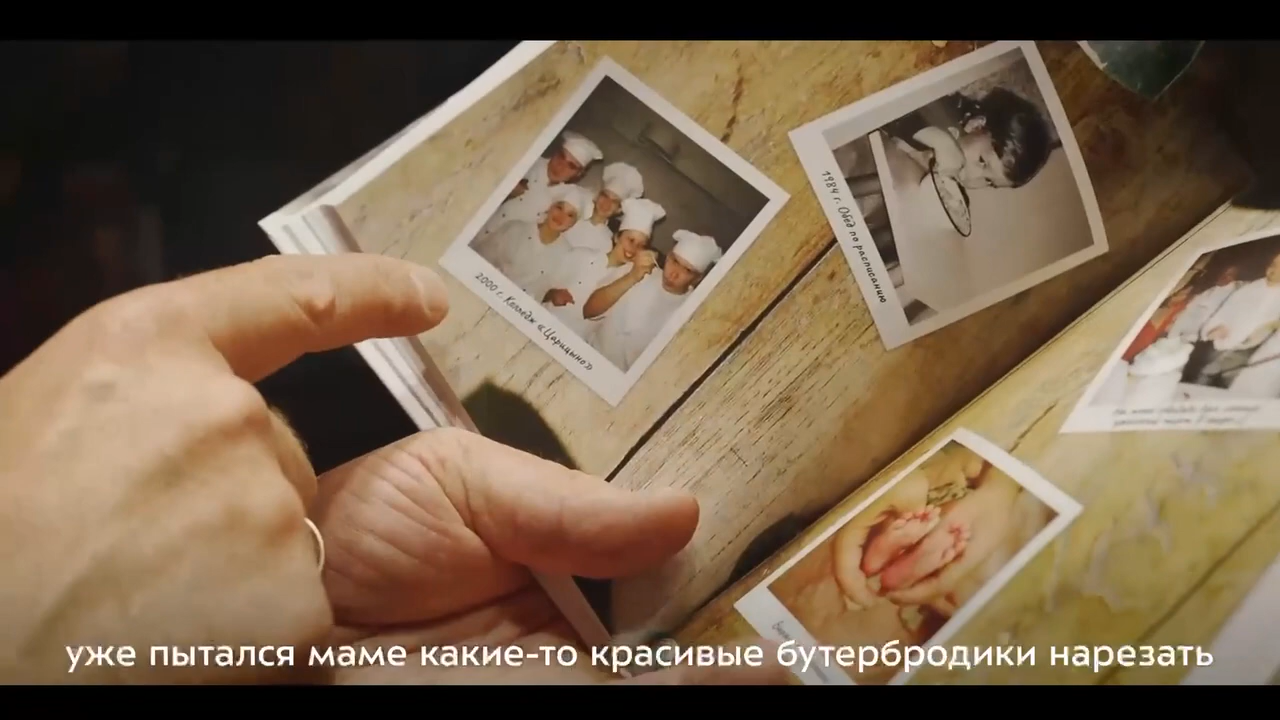 2000 г. Колледж «Царицыно»
1984 г. Обед по расписанию
уже пытался маме какие-то красивые бутербродики нарезать